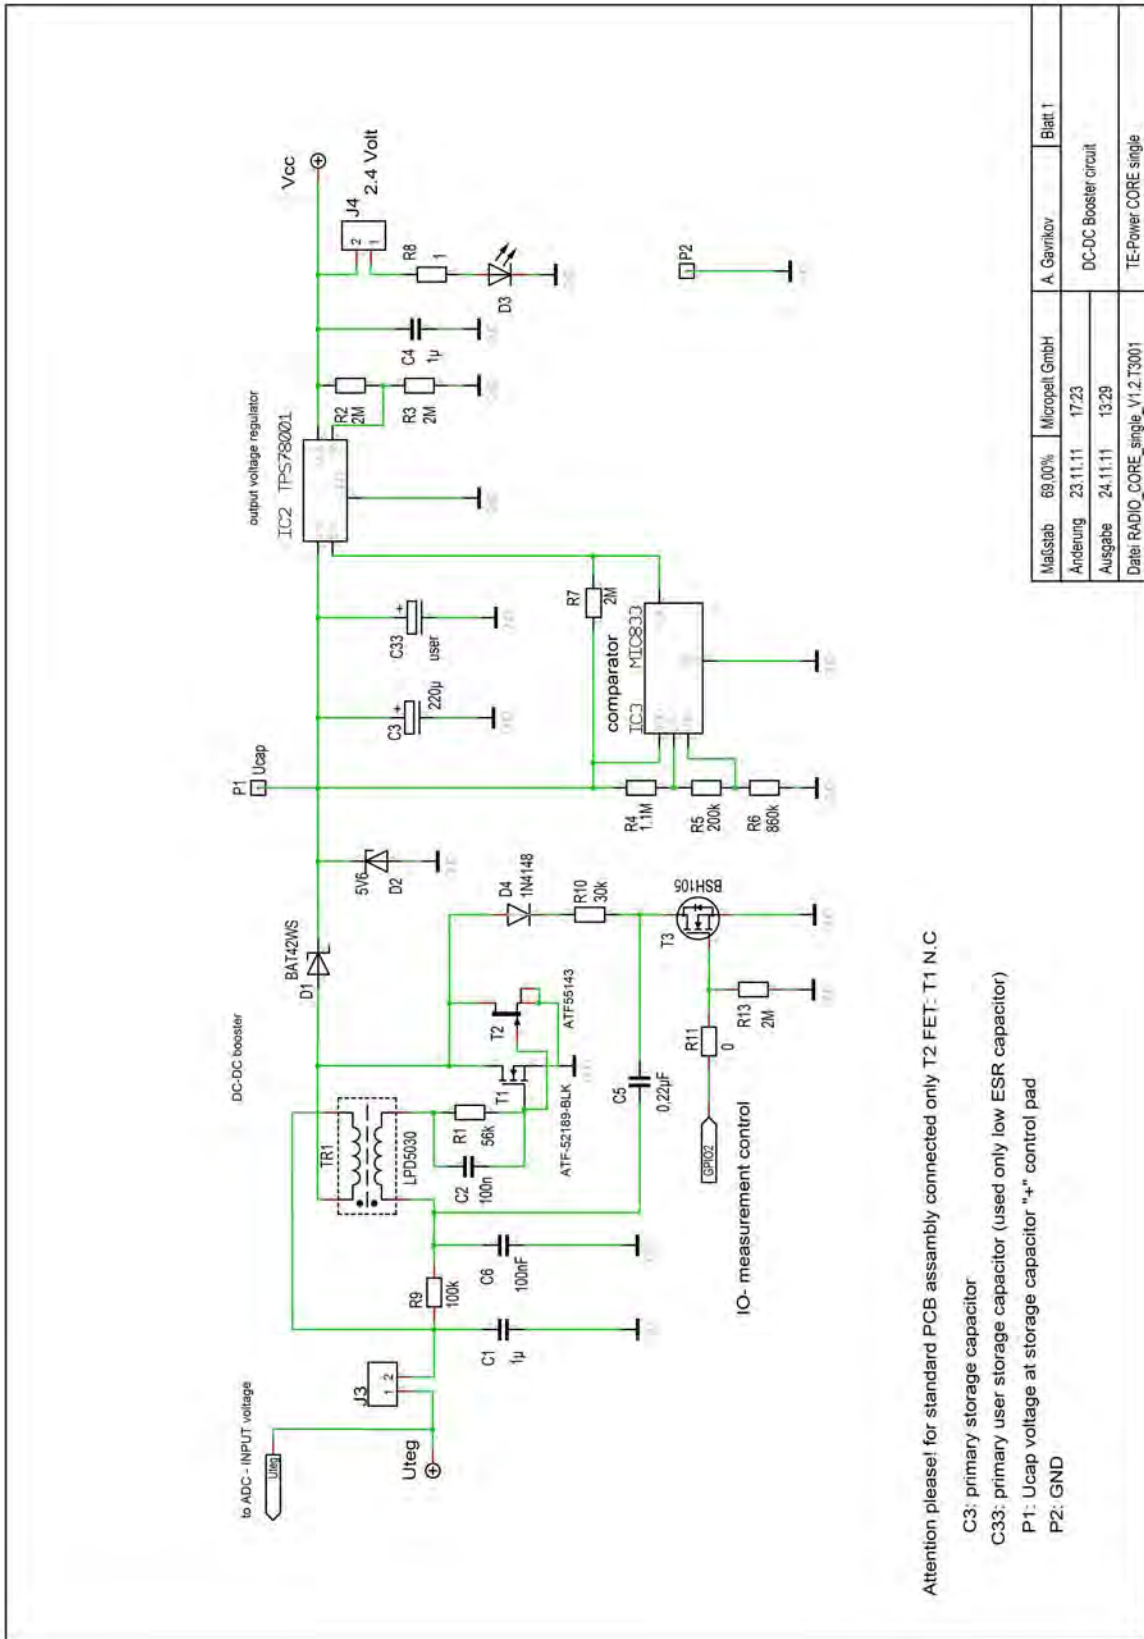 to ADC - INPUT voltage
Uteg
Uteg
J3
1 2
C1
1µ
R9
100k
C6
100nF
DC-DC booster
TR1
LPD5030
C2
100n
R1
56k
T1
ATF-52189-BLK
T2
ATF55143
D1
BAT42WS
5V6
D2
D4
1N4148
R10
30k
C5
0,22µF
T3
BSH105
R11
0
R13
2M
GPIO2
IO- measurement control
P1
1
Ucap
C3
220µ
+
C33
user
+
R4
1.1M
R5
200k
R6
860k
comparator
IC3 MIC833
R7
2M
output voltage regulator
IC2 TPS78001
R2
2M
R3
2M
C4
1µ
Vcc
J4
2 1
2.4 Volt
R8
1
D3
P2
Attention please! for standard PCB assambly connected only T2 FET: T1 N.C
C3: primary storage capacitor
C33: primary user storage capacitor (used only low ESR capacitor)
P1: Ucap voltage at storage capacitor "+" control pad
P2: GND
Maßstab 69,00% Micropelt GmbH A. Gavrikov Blatt 1
Änderung 23.11.11 17:23
DC-DC Booster circuit
Ausgabe 24.11.11 13:29
Datei RADIO_CORE_single_V1.2.T3001 TE-Power CORE single